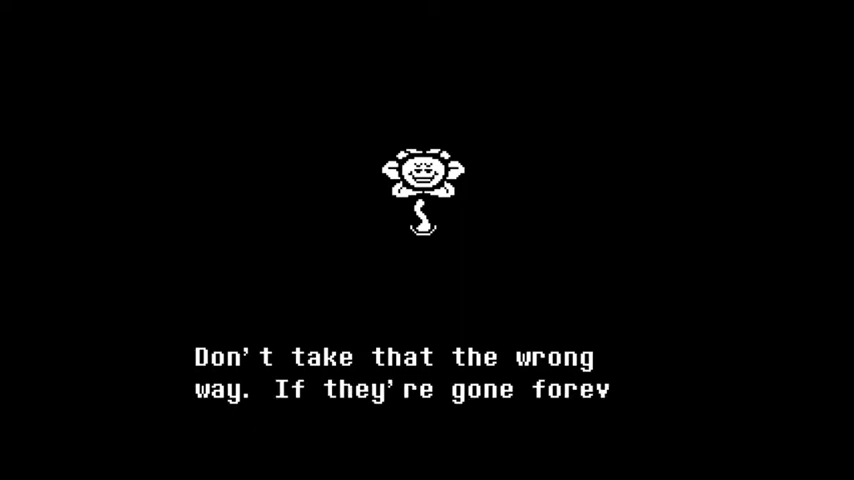 Don't take that the wrong
way. If they're gone forev